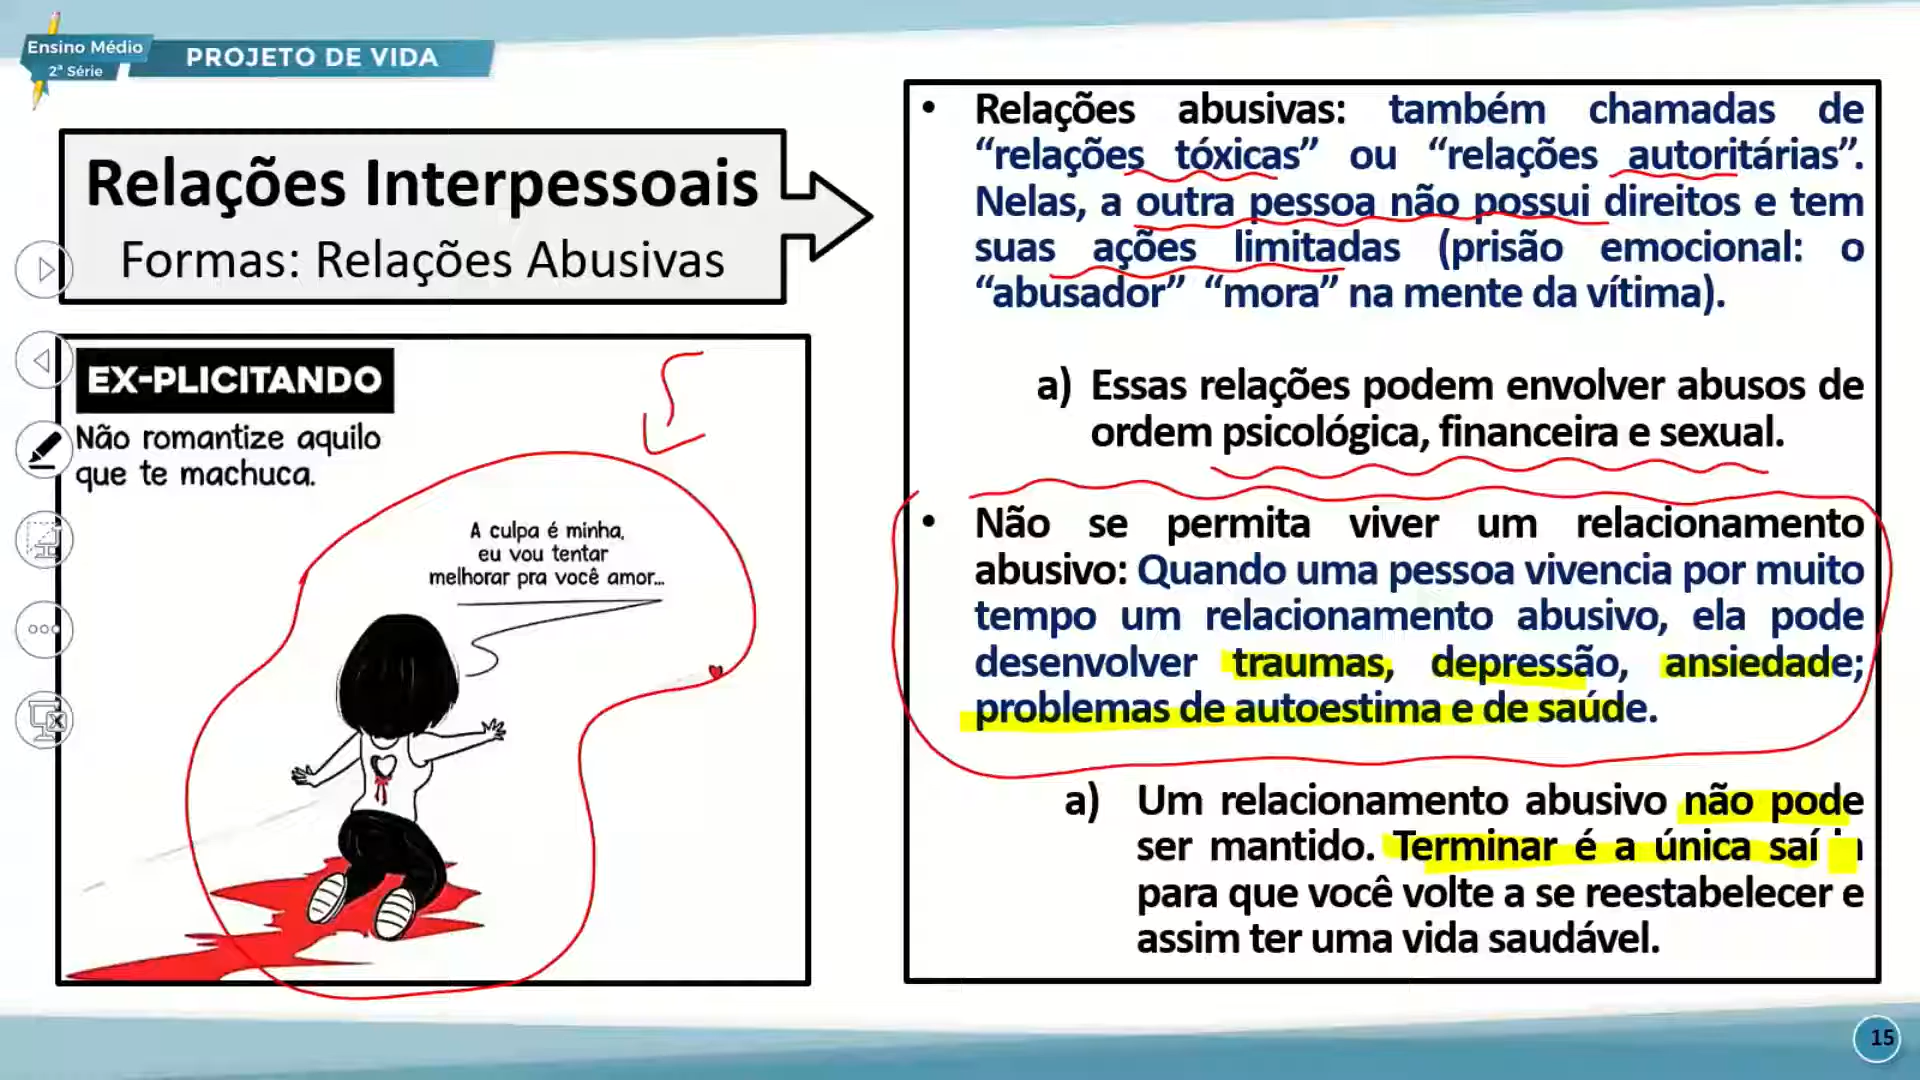 Ensino Médio
2ª Série
PROJETO DE VIDA
Relações Interpessoais
Formas: Relações Abusivas
EX-PLICITANDO
Não romantize aquilo
que te machuca.
A culpa é minha,
eu vou tentar
melhorar pra você amor...
• Relações abusivas: também chamadas de
“relações tóxicas” ou “relações autoritárias”.
Nelas, a outra pessoa não possui direitos e tem
suas ações limitadas (prisão emocional: o
“abusador” “mora” na mente da vítima).
a) Essas relações podem envolver abusos de
ordem psicológica, financeira e sexual.
• Não se permita viver um relacionamento
abusivo: Quando uma pessoa vivencia por muito
tempo um relacionamento abusivo, ela pode
desenvolver traumas, depressão, ansiedade;
problemas de autoestima e de saúde.
a) Um relacionamento abusivo não pode
ser mantido. Terminar é a única
para que você volte a se reestabelecer e
assim ter uma vida saudável.
15